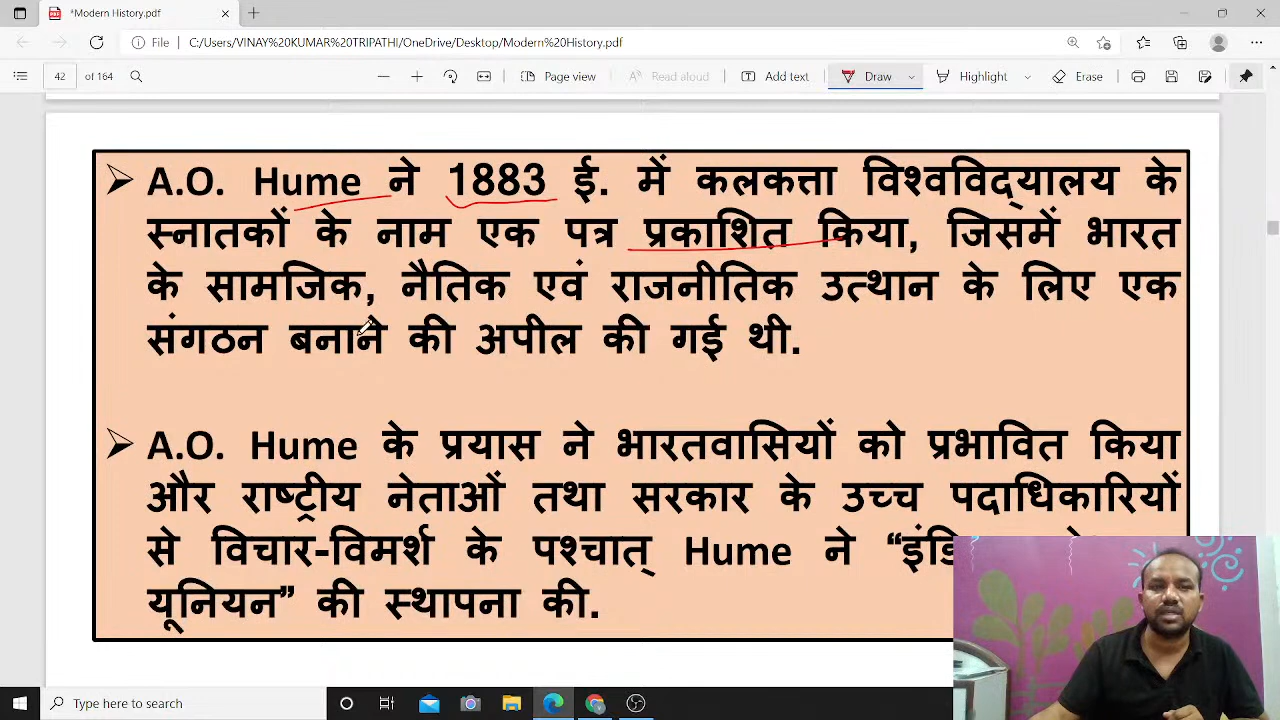 *Modern History.pdf
File C:/Users/VINAY%20KUMAR%20TRIPATHI/OneDrive/Desktop/Modern%20History.pdf
42 of 164 Page view Read aloud Add text Draw Highlight Erase
A.O. Hume ने 1883 ई. में कलकत्ता विश्वविद्यालय के
स्नातकों के नाम एक पत्र प्रकाशित किया, जिसमें भारत
के सामजिक, नैतिक एवं राजनीतिक उत्थान के लिए एक
संगठन बनाने की अपील की गई थी.
A.O. Hume के प्रयास ने भारतवासियों को प्रभावित किया
और राष्ट्रीय नेताओं तथा सरकार के उच्च पदाधिकारियों
से विचार-विमर्श के पश्चात् Hume ने
यूनियन” की स्थापना की.
Type here to search